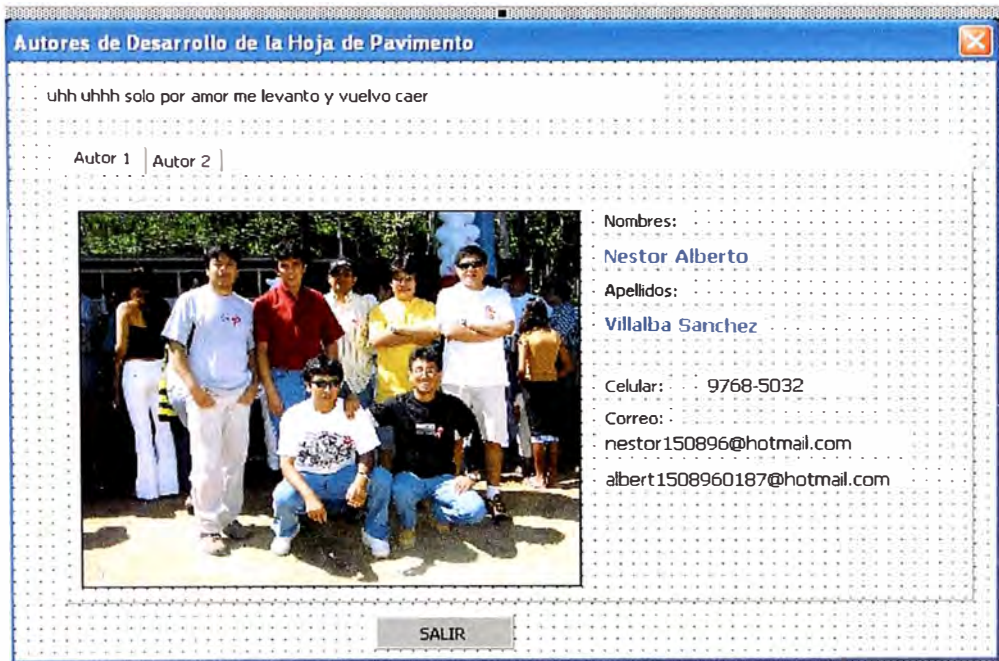 Autores de Desarrollo de la Hoja de Pavimento
uhh uhhh solo por amor me levanto y vuelvo caer
Autor 1
Autor 2
Nombres:
Nestor Alberto
Apellidos:
Villalba Sanchez
Celular: 9768-5032
Correo:
nestor150896@hotmail.com
albert1508960187@hotmail.com
SALIR